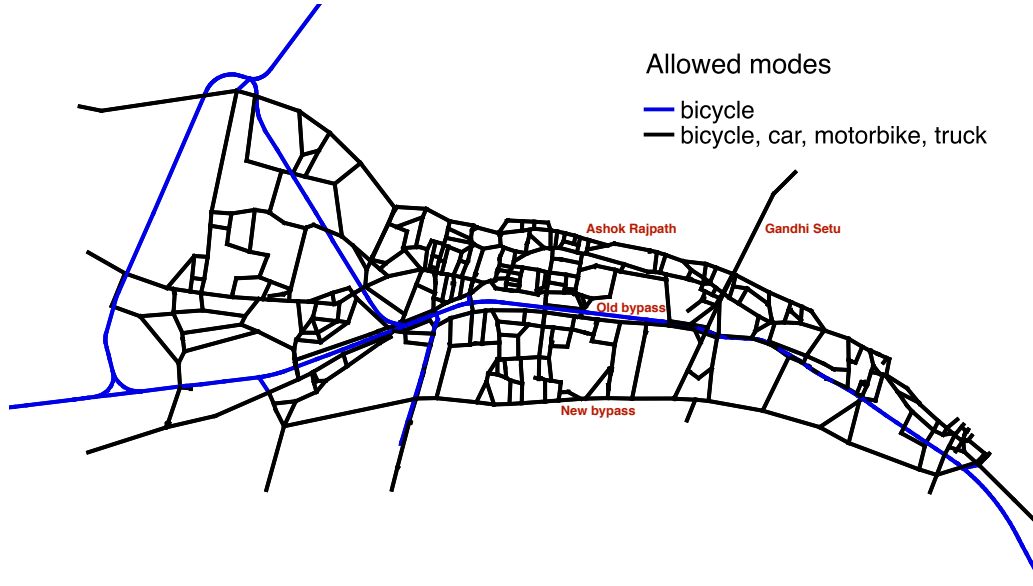 Allowed modes
bicycle
bicycle, car, motorbike, truck
Ashok Rajpath
Gandhi Setu
Old bypass
New bypass